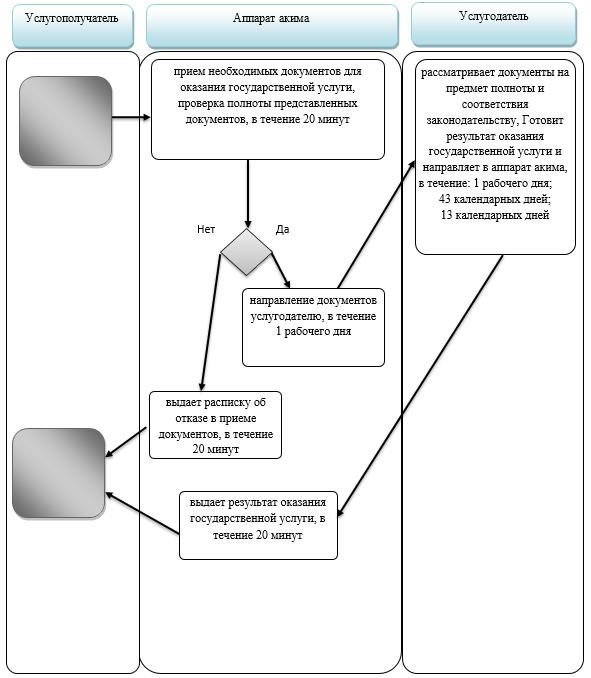 Услугополучатель
Аппарат акима
Услугодатель
прием необходимых документов для
оказания государственной услуги,
проверка полноты представленных
документов, в течение 20 минут
рассматривает документы на
предмет полноты и
соответствия
законодательству, Готовит
результат оказания
государственной услуги и
направляет в аппарат акима,
в течение: 1 рабочего дня;
43 календарных дней;
13 календарных дней
Нет
Да
направление документов
услугодателю, в течение
1 рабочего дня
выдает расписку об
отказе в приеме
документов, в течение
20 минут
выдает результат оказания
государственной услуги, в
течение 20 минут